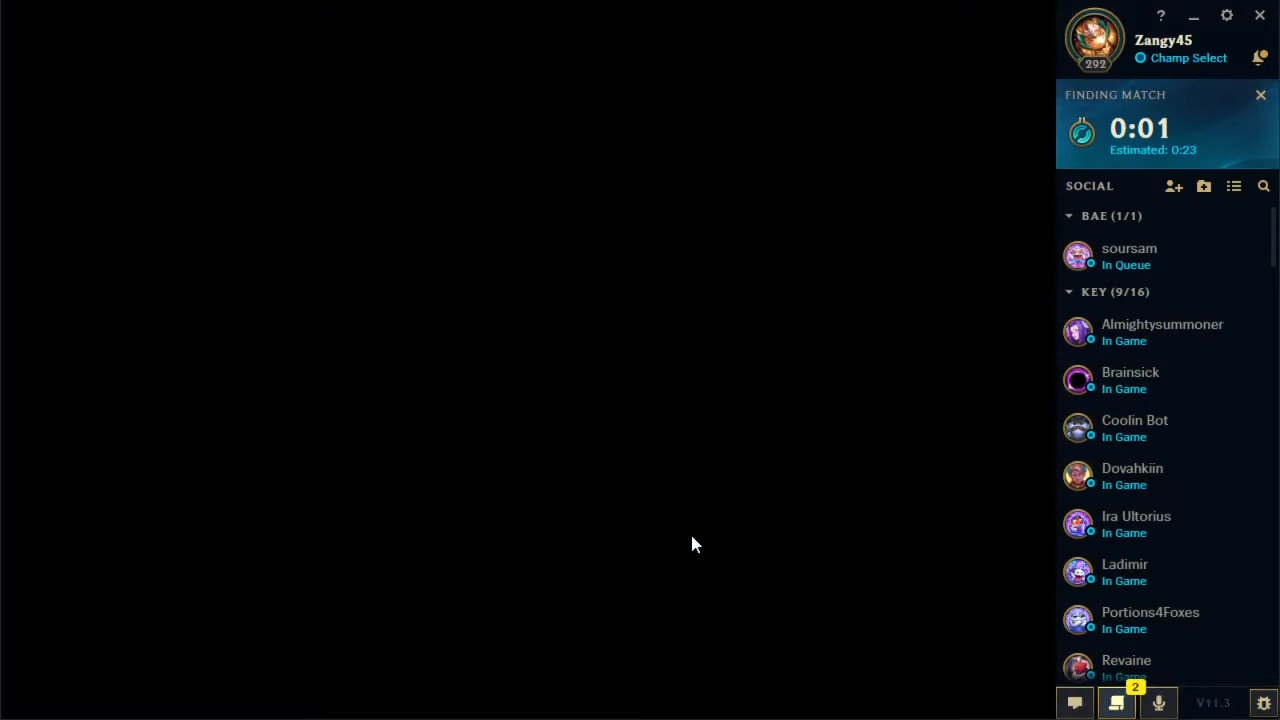 ?
Zangy45
292
Champ Select
FINDING MATCH
0:01
Estimated: 0:23
SOCIAL
BAE (1/1)
soursam
In Queue
KEY (9/16)
Almightysummoner
In Game
Brainsick
In Game
Coolin Bot
In Game
Dovahkiin
In Game
Ira Ultorius
In Game
Ladimir
In Game
Portions4Foxes
In Game
Revaine
In Game
2
V11.3